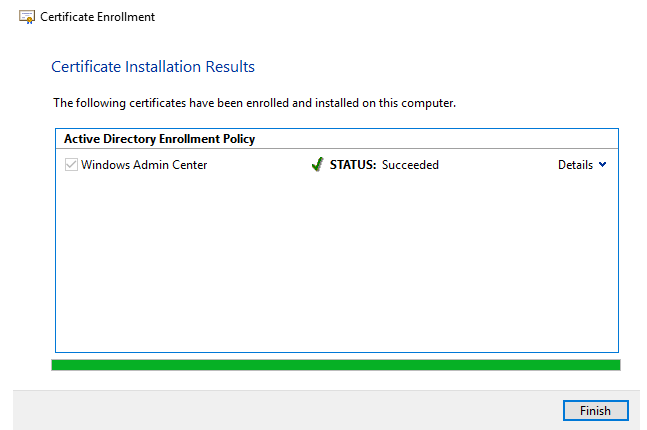 Certificate Enrollment
Certificate Installation Results
The following certificates have been enrolled and installed on this computer.
Active Directory Enrollment Policy
Windows Admin Center STATUS: Succeeded Details
Finish